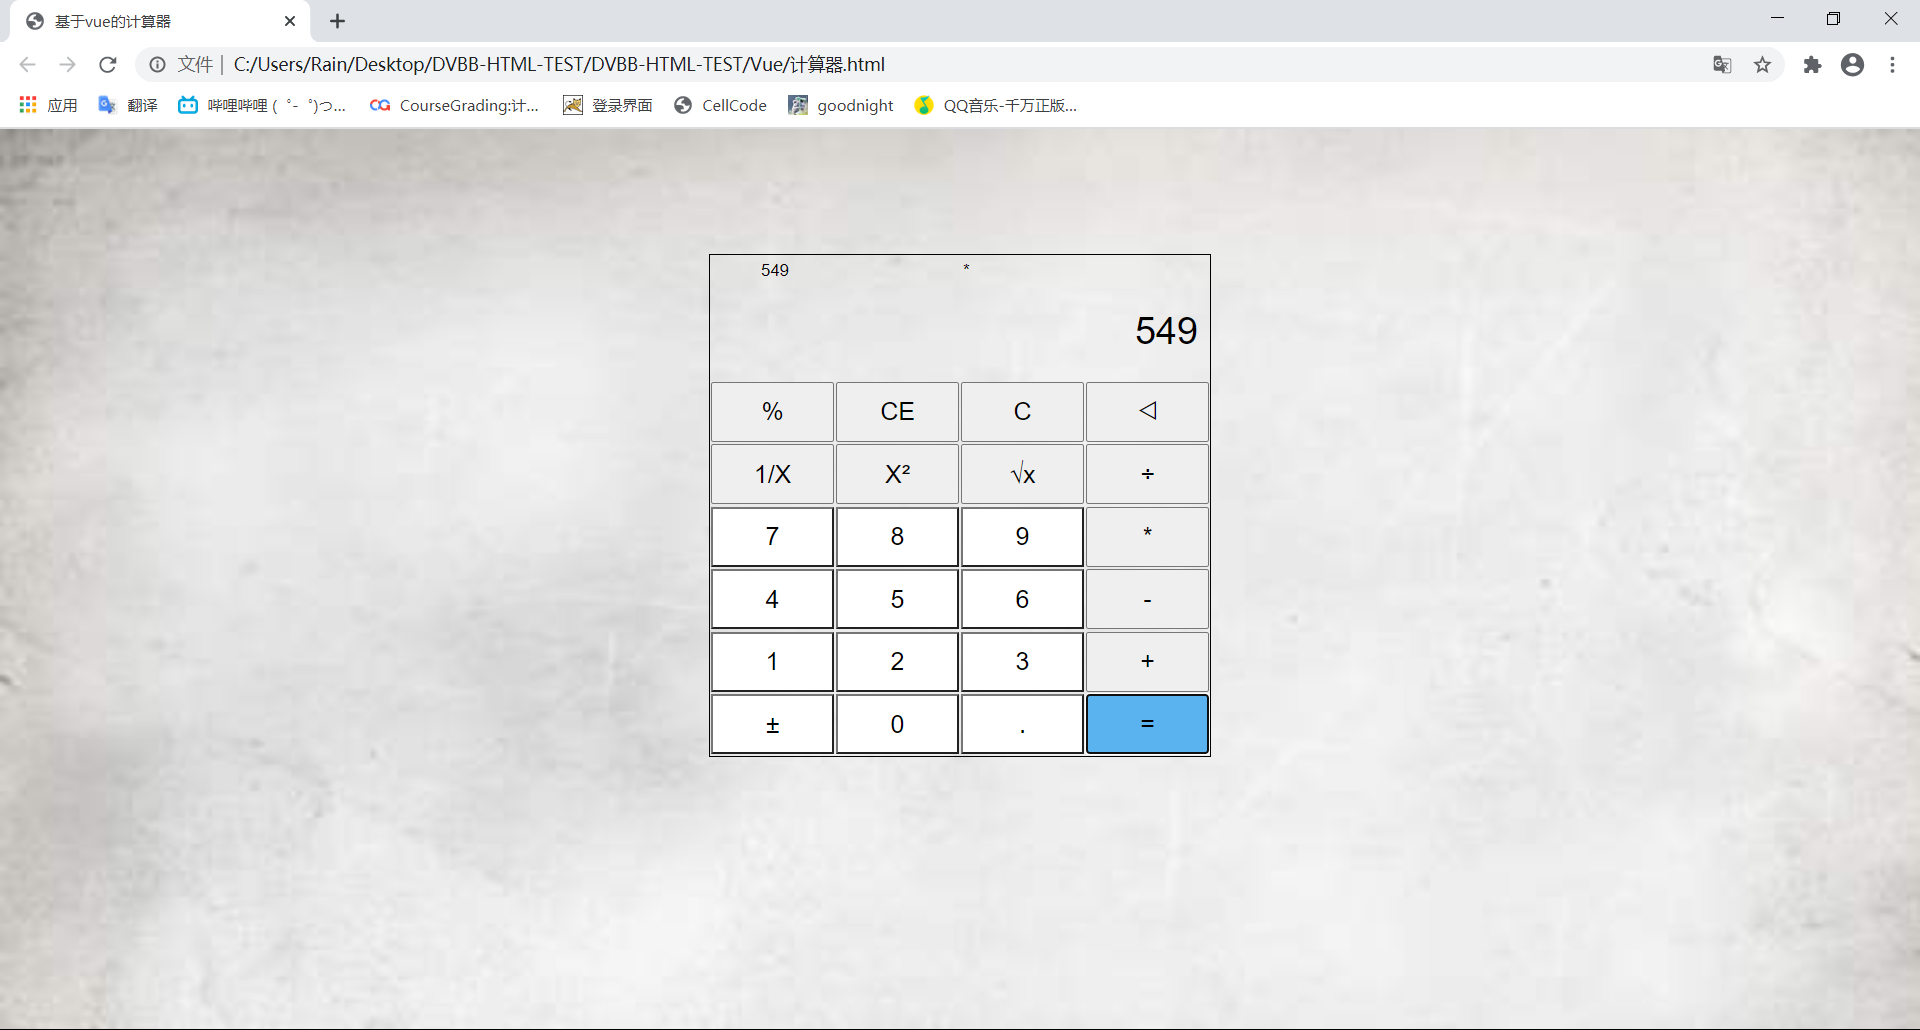 基于vue的计算器
文件 | C:/Users/Rain/Desktop/DVBB-HTML-TEST/DVBB-HTML-TEST/Vue/计算器.html
应用 翻译 哔哩哔哩 ( ゜- ゜)つ... CourseGrading:计... 登录界面 CellCode goodnight QQ音乐-千万正版...
549 *
549
% CE C ◁
1/X X² √x ÷
7 8 9 *
4 5 6 -
1 2 3 +
± 0 . =